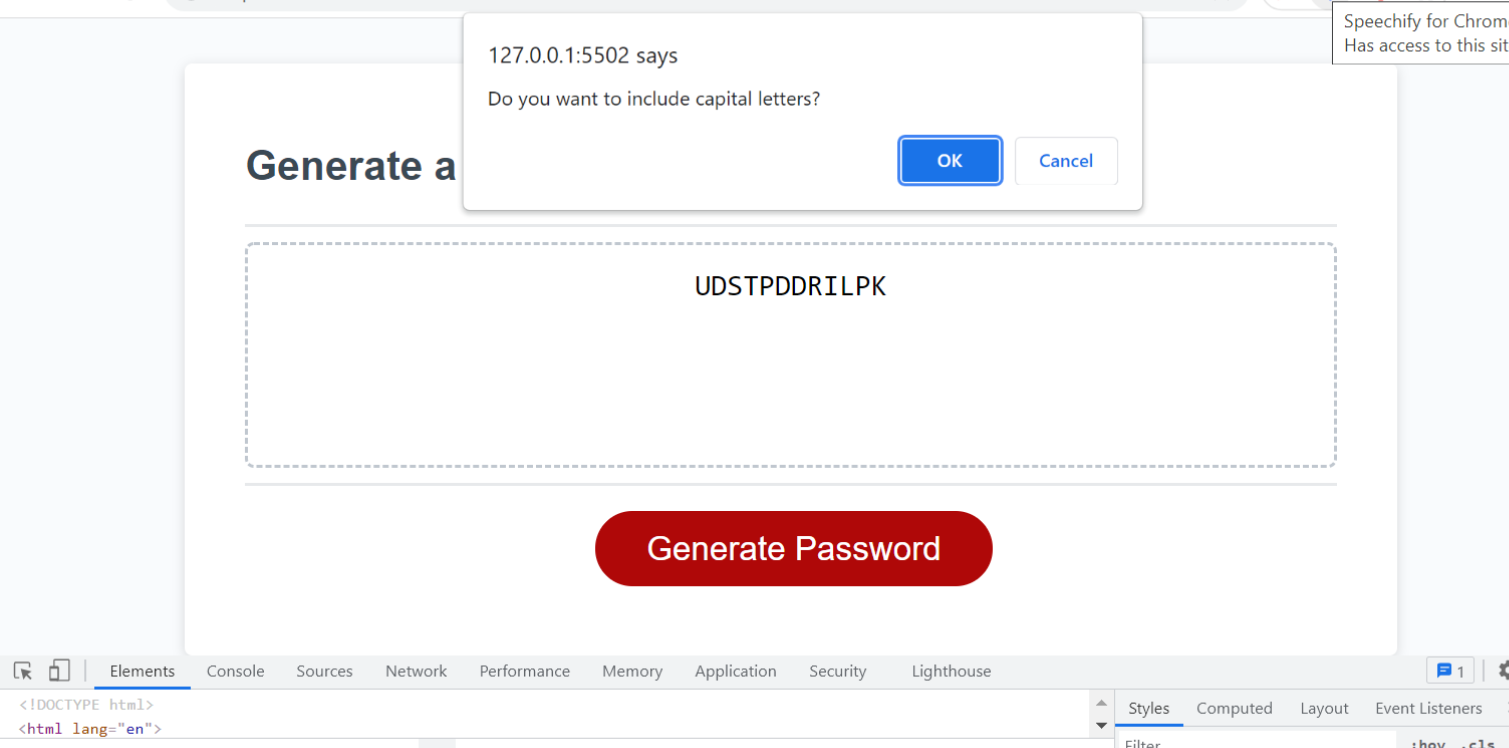 Speechify for Chrom
Has access to this sit
127.0.0.1:5502 says
Do you want to include capital letters?
OK Cancel
Generate a
UDSTPDDRILPK
Generate Password
Elements Console Sources Network Performance Memory Application Security Lighthouse 1
<!DOCTYPE html>
<html lang="en">
Styles Computed Layout Event Listeners
Filter :hov .cls